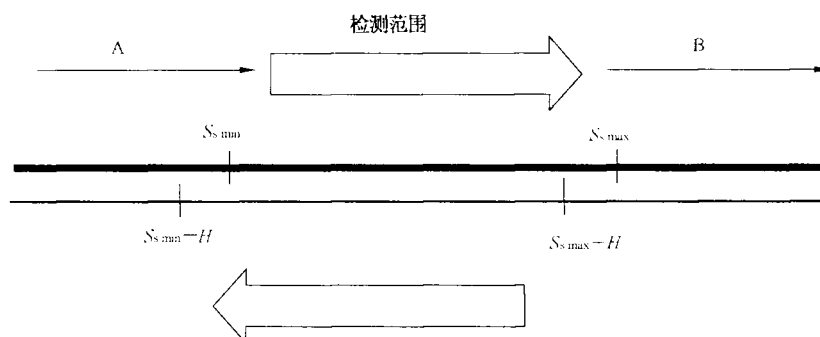 检测范围
A
B
Ss min
Ss max
Ss min－H
Ss max－H